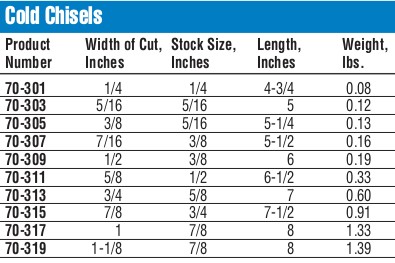 Cold Chisels
Product Width of Cut, Stock Size, Length, Weight,
Number Inches Inches Inches lbs.
70-301 1/4 1/4 4-3/4 0.08
70-303 5/16 5/16 5 0.12
70-305 3/8 5/16 5-1/4 0.13
70-307 7/16 3/8 5-1/2 0.16
70-309 1/2 3/8 6 0.19
70-311 5/8 1/2 6-1/2 0.33
70-313 3/4 5/8 7 0.60
70-315 7/8 3/4 7-1/2 0.91
70-317 1 7/8 8 1.33
70-319 1-1/8 7/8 8 1.39